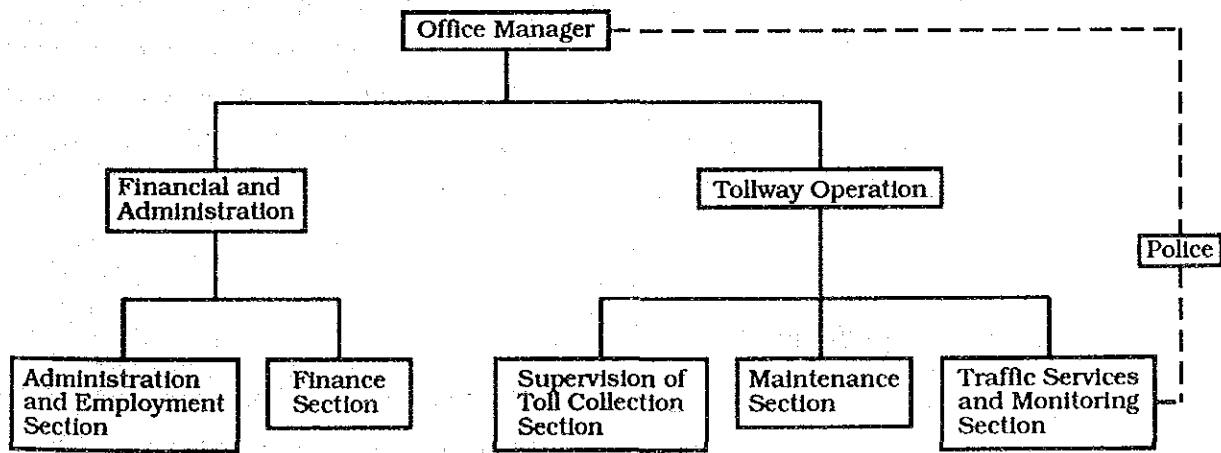 Office Manager
Financial and
Administration
Tollway Operation
Police
Administration
and Employment
Section
Finance
Section
Supervision of
Toll Collection
Section
Maintenance
Section
Traffic Services
and Monitoring
Section